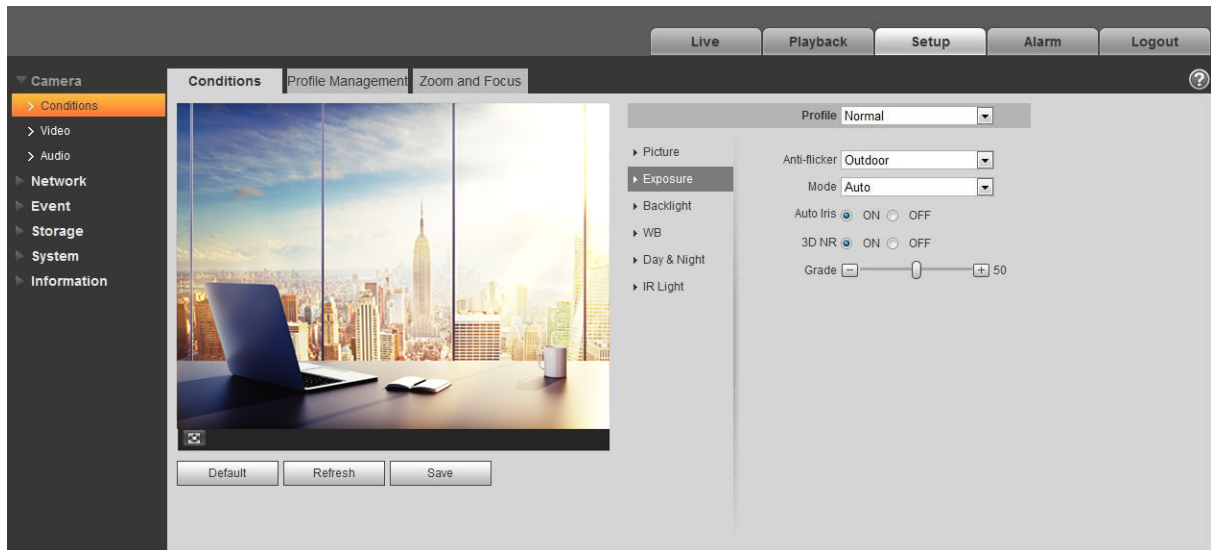 Live Playback Setup Alarm Logout
Camera
Conditions
Video
Audio
Network
Event
Storage
System
Information
Conditions Profile Management Zoom and Focus ?
Profile Normal
Picture
Exposure
Backlight
WB
Day & Night
IR Light
Anti-flicker Outdoor
Mode Auto
Auto Iris ON OFF
3D NR ON OFF
Grade - + 50
Default Refresh Save